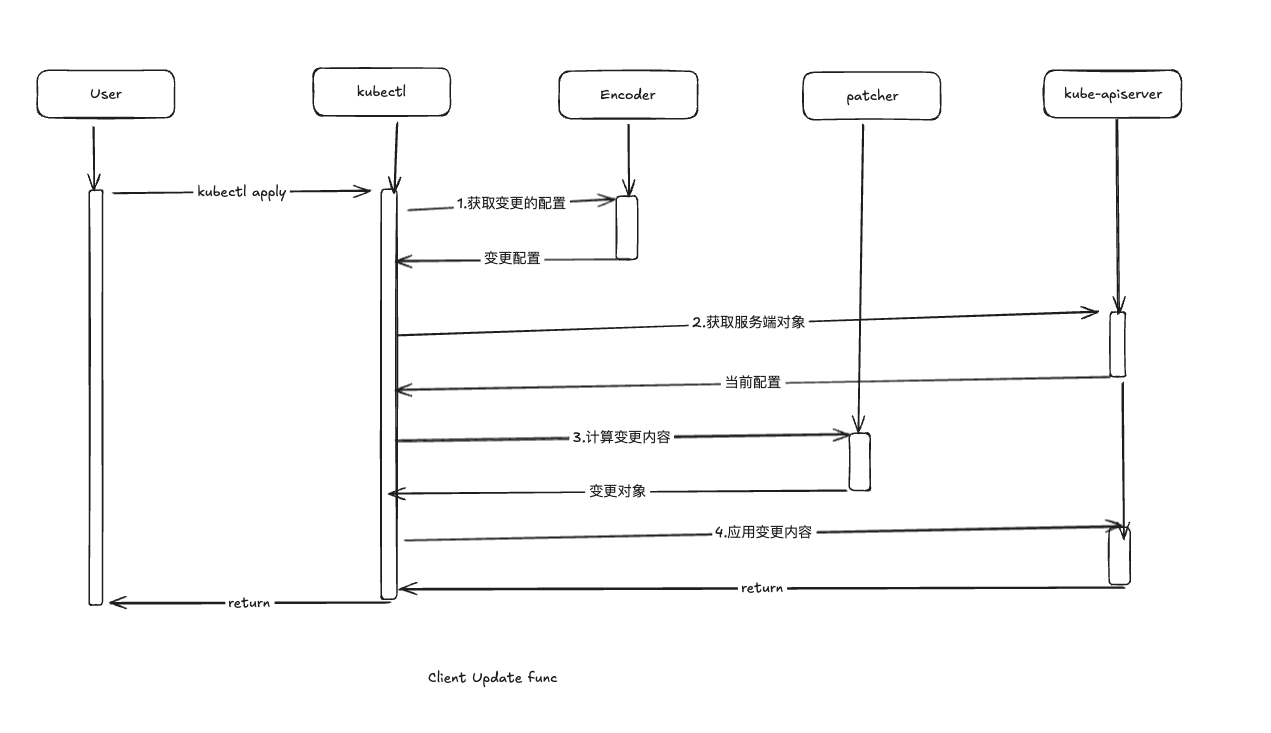 User
kubectl
Encoder
patcher
kube-apiserver
kubectl apply
1.获取变更的配置
变更配置
2.获取服务端对象
当前配置
3.计算变更内容
变更对象
4.应用变更内容
return
return
Client Update func